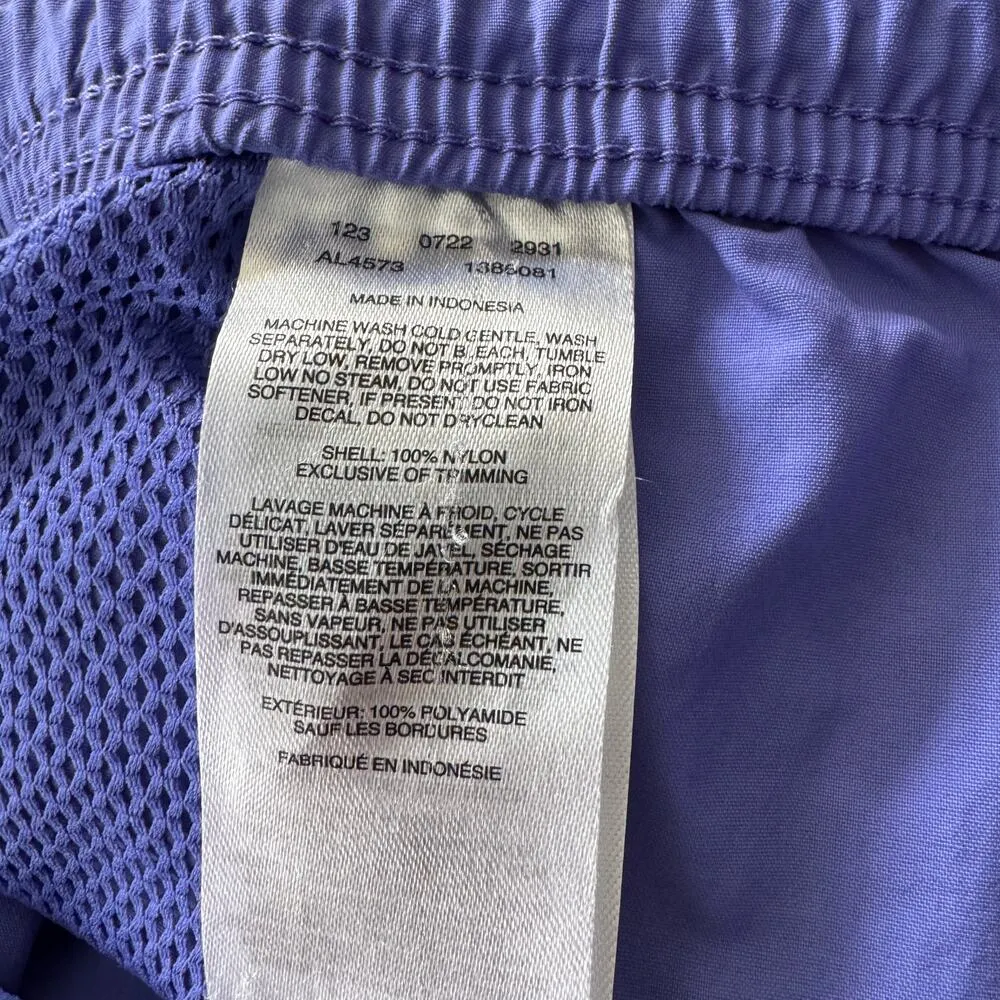 123 0722 2931
AL4573 1386081
MADE IN INDONESIA
MACHINE WASH COLD GENTLE, WASH
SEPARATELY, DO NOT BLEACH, TUMBLE
DRY LOW, REMOVE PROMPTLY, IRON
LOW NO STEAM, DO NOT USE FABRIC
SOFTENER, IF PRESENT DO NOT IRON
DECAL, DO NOT DRYCLEAN
SHELL: 100% NYLON
EXCLUSIVE OF TRIMMING
LAVAGE MACHINE À FROID, CYCLE
DÉLICAT, LAVER SÉPARÉMENT, NE PAS
UTILISER D'EAU DE JAVEL, SÉCHAGE
MACHINE, BASSE TEMPÉRATURE, SORTIR
IMMÉDIATEMENT DE LA MACHINE,
REPASSER À BASSE TEMPÉRATURE,
SANS VAPEUR, NE PAS UTILISER
D'ASSOUPLISSANT, LE CAS ÉCHÉANT, NE
PAS REPASSER LA DÉCALCOMANIE,
NETTOYAGE À SEC INTERDIT
EXTÉRIEUR: 100% POLYAMIDE
SAUF LES BORDURES
FABRIQUÉ EN INDONÉSIE